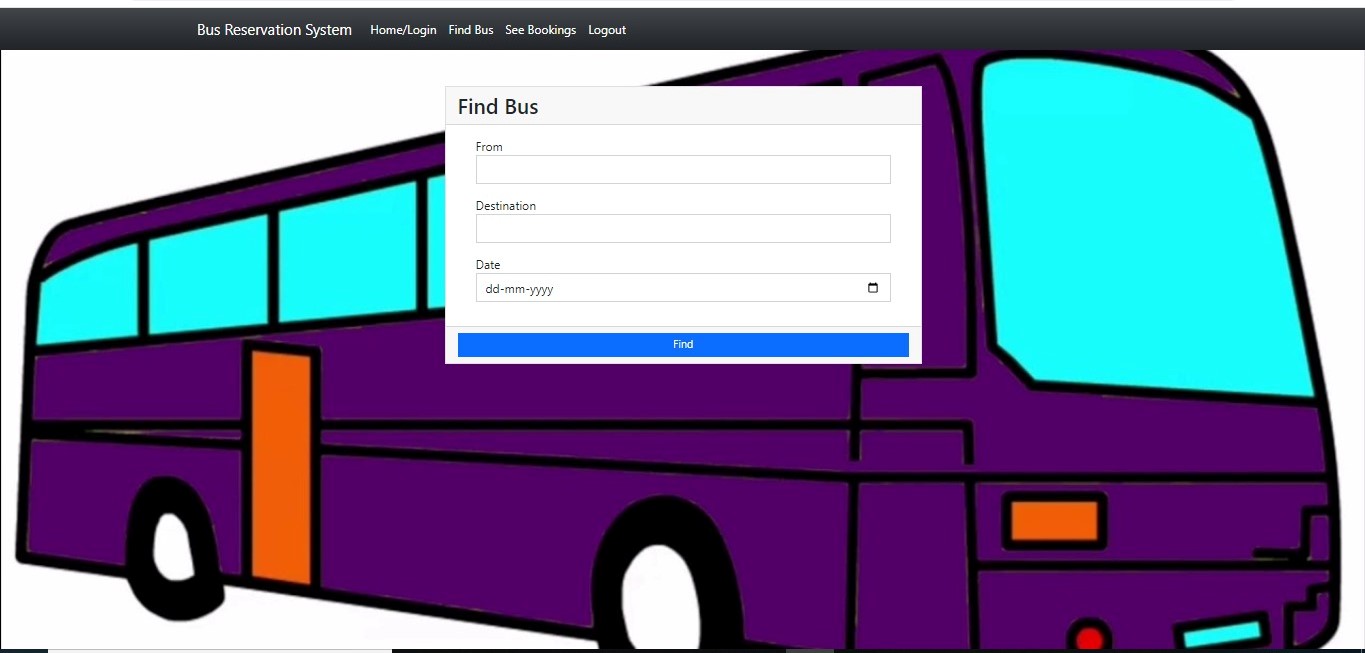 Bus Reservation System Home/Login Find Bus See Bookings Logout
Find Bus
From
Destination
Date
dd-mm-yyyy
Find